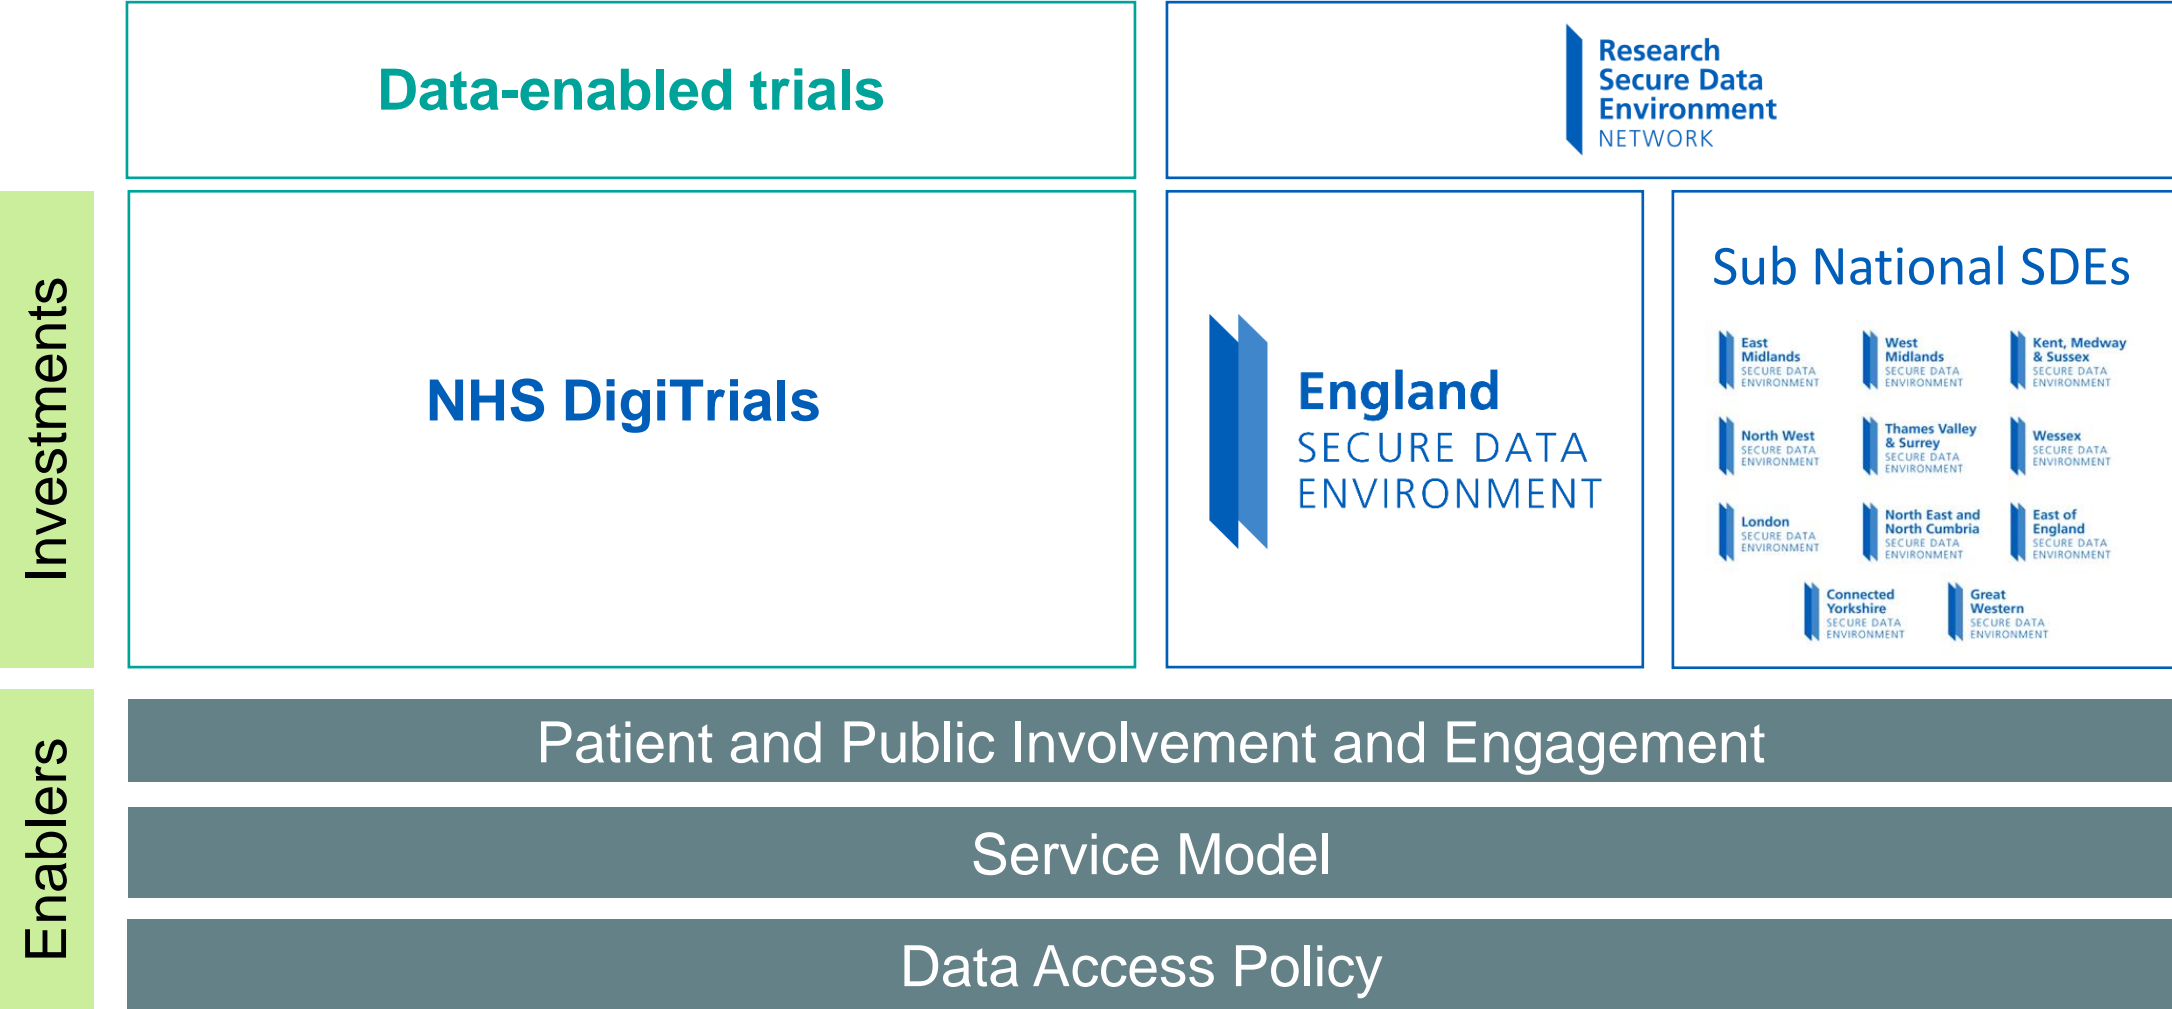 Data-enabled trials
Research
Secure Data
Environment
NETWORK
Investments
NHS DigiTrials
England
SECURE DATA
ENVIRONMENT
Sub National SDEs
East
Midlands
SECURE DATA
ENVIRONMENT
West
Midlands
SECURE DATA
ENVIRONMENT
Kent, Medway
& Sussex
SECURE DATA
ENVIRONMENT
North West
SECURE DATA
ENVIRONMENT
Thames Valley
& Surrey
SECURE DATA
ENVIRONMENT
Wessex
SECURE DATA
ENVIRONMENT
London
SECURE DATA
ENVIRONMENT
North East and
North Cumbria
SECURE DATA
ENVIRONMENT
East of
England
SECURE DATA
ENVIRONMENT
Connected
Yorkshire
SECURE DATA
ENVIRONMENT
Great
Western
SECURE DATA
ENVIRONMENT
Enablers
Patient and Public Involvement and Engagement
Service Model
Data Access Policy